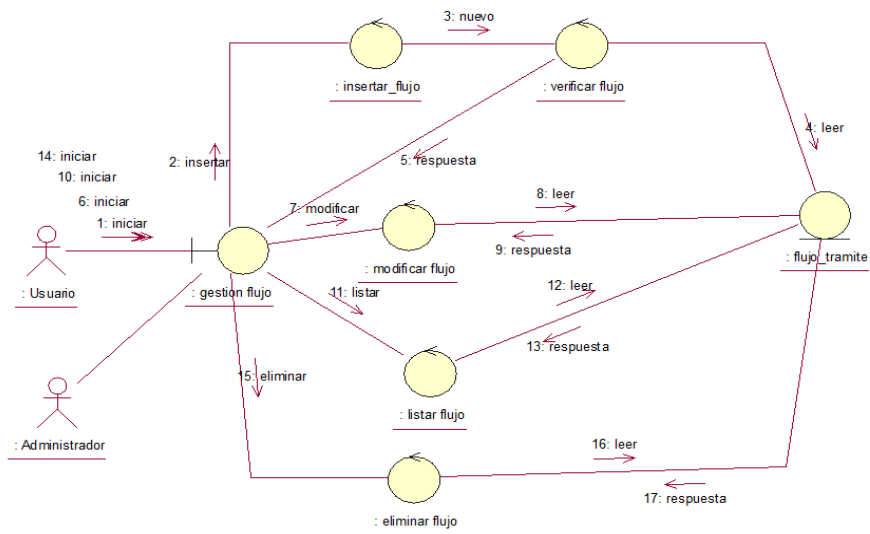 3: nuevo
: insertar_flujo
: verificar flujo
4: leer
14: iniciar
2: insertar
5: respuesta
10: iniciar
6: iniciar
7: modificar
8: leer
1: iniciar
9: respuesta
: flujo_tramite
: modificar flujo
: Usuario
: gestion flujo
11: listar
12: leer
13: respuesta
15: eliminar
: listar flujo
: Administrador
16: leer
17: respuesta
: eliminar flujo